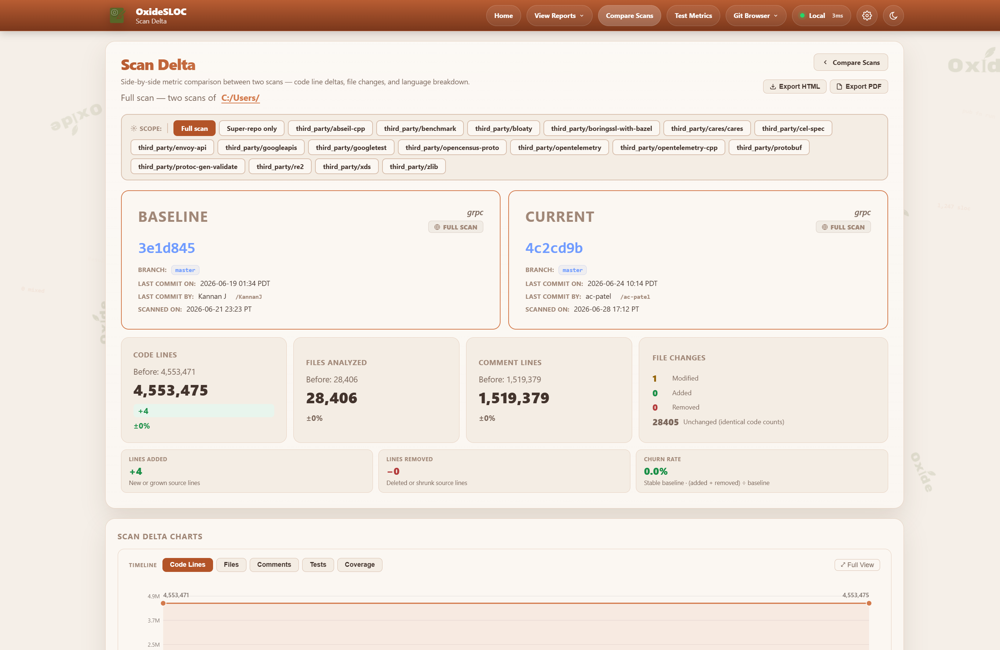 OxideSLOC
Scan Delta
Home
View Reports
Compare Scans
Test Metrics
Git Browser
Local 3ms
Scan Delta
Compare Scans
Side-by-side metric comparison between two scans — code line deltas, file changes, and language breakdown.
Export HTML
Export PDF
Full scan — two scans of C:/Users/
SCOPE: Full scan Super-repo only third_party/abseil-cpp third_party/benchmark third_party/bloaty third_party/boringssl-with-bazel third_party/cares/cares third_party/cel-spec
third_party/envoy-api third_party/googleapis third_party/googletest third_party/opencensus-proto third_party/opentelemetry third_party/opentelemetry-cpp third_party/protobuf
third_party/protoc-gen-validate third_party/re2 third_party/xds third_party/zlib
BASELINE
grpc
FULL SCAN
3e1d845
BRANCH: master
LAST COMMIT ON: 2026-06-19 01:34 PDT
LAST COMMIT BY: Kannan J /KannanJ
SCANNED ON: 2026-06-21 23:23 PT
CURRENT
grpc
FULL SCAN
4c2cd9b
BRANCH: master
LAST COMMIT ON: 2026-06-24 10:14 PDT
LAST COMMIT BY: ac-patel /ac-patel
SCANNED ON: 2026-06-28 17:12 PT
CODE LINES
Before: 4,553,471
4,553,475
+4
±0%
FILES ANALYZED
Before: 28,406
28,406
±0%
COMMENT LINES
Before: 1,519,379
1,519,379
±0%
FILE CHANGES
1 Modified
0 Added
0 Removed
28405 Unchanged (identical code counts)
LINES ADDED
+4
New or grown source lines
LINES REMOVED
−0
Deleted or shrunk source lines
CHURN RATE
0.0%
Stable baseline · (added + removed) ÷ baseline
SCAN DELTA CHARTS
TIMELINE Code Lines Files Comments Tests Coverage
Full View
4.9M 4,553,471 4,553,475
3.7M
2.5M
oxide
oxide
oxide
0 mixed
1,247 sloc